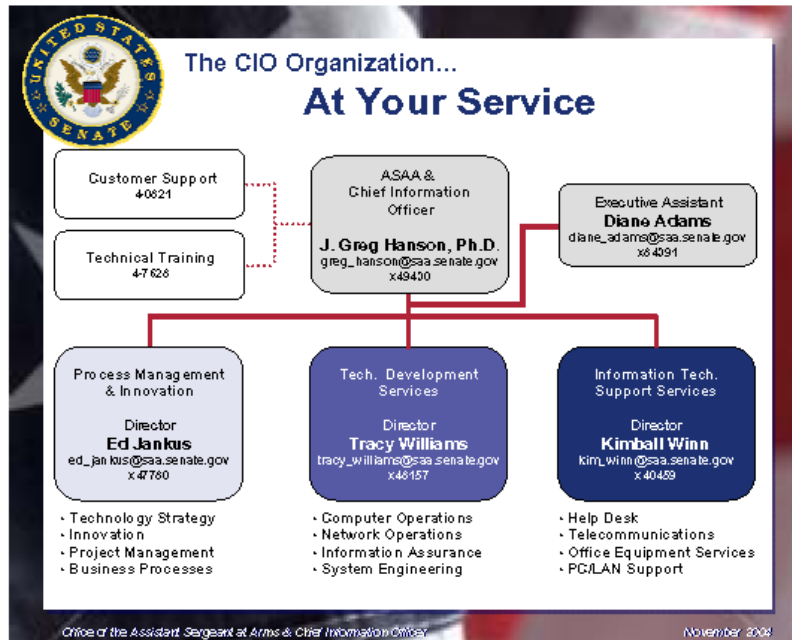 UNITED STATES
SENATE
The CIO Organization...
At Your Service
Customer Support
4-0821
Technical Training
4-7628
ASAA &
Chief Information
Officer
J. Greg Hanson, Ph.D.
greg_hanson@saa.senate.gov
x49430
Executive Assistant
Diane Adams
diane_adams@saa.senate.gov
x64091
Process Management
& Innovation
Director
Ed Jankus
ed_jankus@saa.senate.gov
x47780
Tech. Development
Services
Director
Tracy Williams
tracy_williams@saa.senate.gov
x46157
Information Tech.
Support Services
Director
Kimball Winn
kim_winn@saa.senate.gov
x40459
• Technology Strategy
• Innovation
• Project Management
• Business Processes
• Computer Operations
• Network Operations
• Information Assurance
• System Engineering
• Help Desk
• Telecommunications
• Office Equipment Services
• PC/LAN Support
Office of the Assistant Sergeant at Arms & Chief Information Officer
November